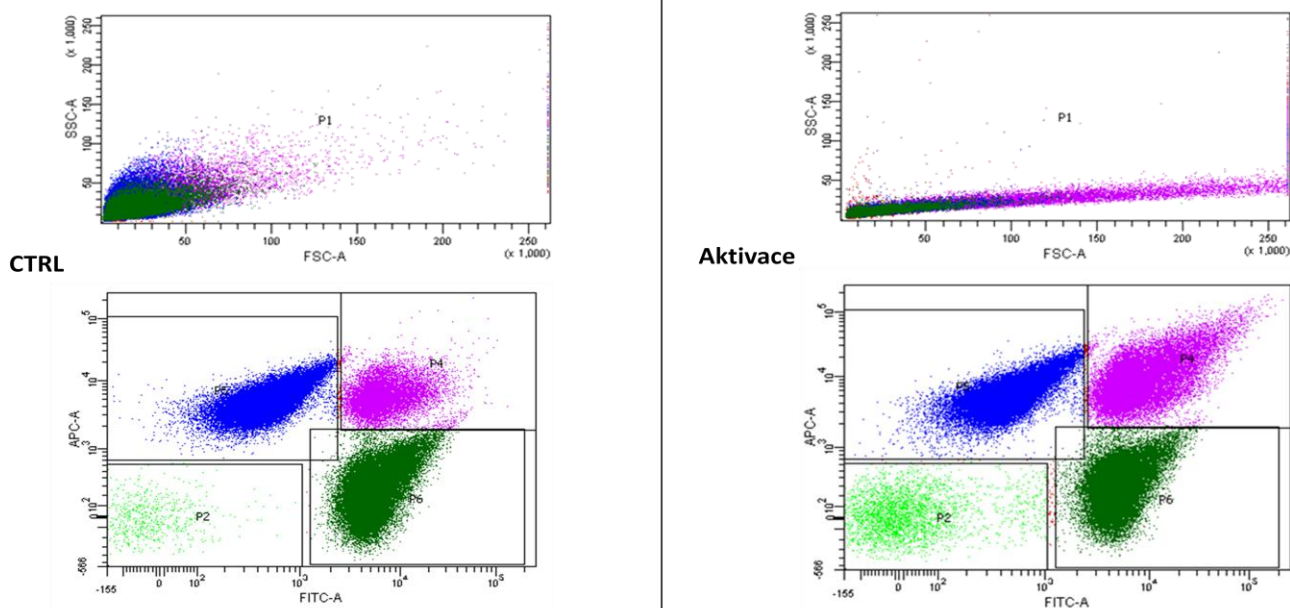 CTRL
(x 1,000)
SSC-A
250
200
150
100
50
P1
50
100
150
200
250
FSC-A
(x 1,000)
APC-A
10^5
10^4
10^3
10^2
0
-566
P4
P6
P2
-155
0
10^2
10^3
10^4
10^5
FITC-A
Aktivace
(x 1,000)
SSC-A
250
200
150
100
50
P1
50
100
150
200
250
FSC-A
(x 1,000)
APC-A
10^5
10^4
10^3
10^2
0
-566
P4
P6
P2
-155
0
10^2
10^3
10^4
10^5
FITC-A